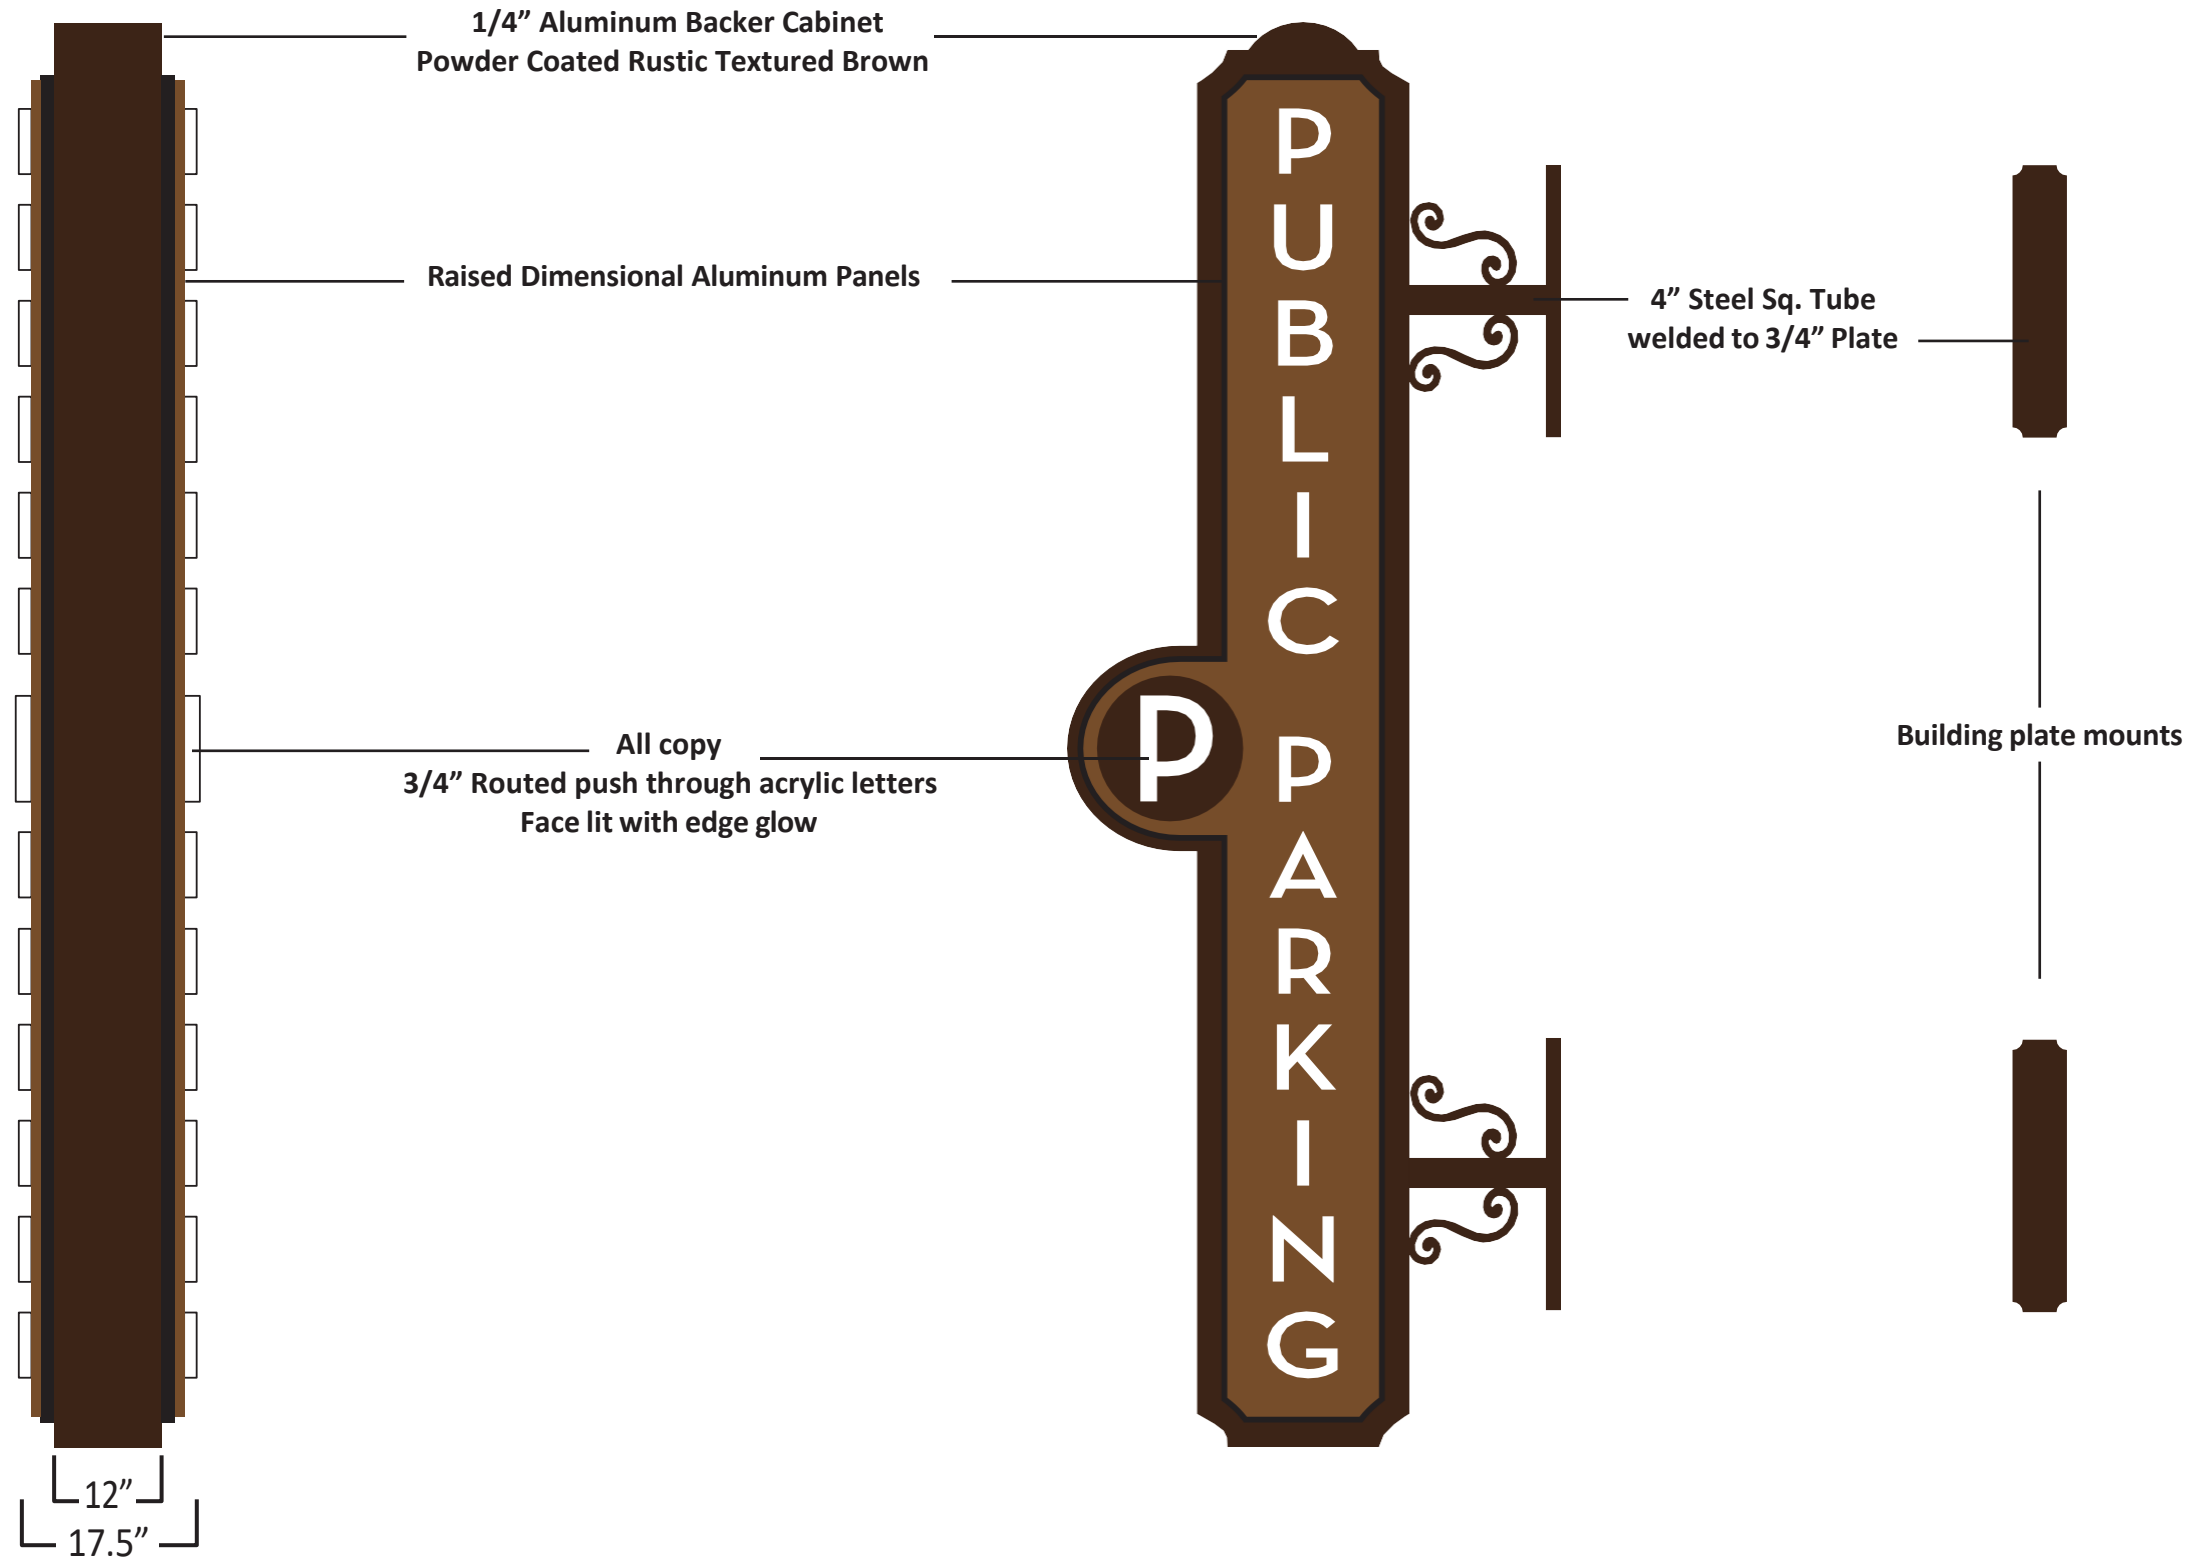 1/4” Aluminum Backer Cabinet
Powder Coated Rustic Textured Brown
Raised Dimensional Aluminum Panels
4” Steel Sq. Tube
welded to 3/4” Plate
All copy
3/4” Routed push through acrylic letters
Face lit with edge glow
P
PUBLIC PARKING
Building plate mounts
12”
17.5”